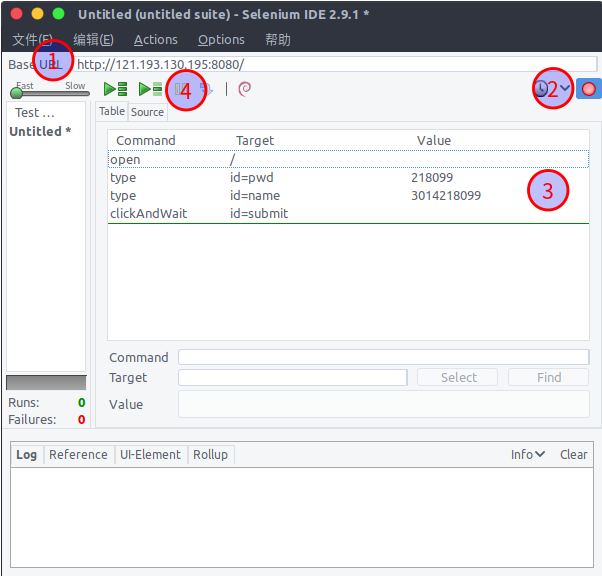 Untitled (untitled suite) - Selenium IDE 2.9.1 *
文件(F) 编辑(E) Actions Options 帮助
Base URL http://121.193.130.195:8080/
1
Fast Slow
4
2
Test ...
Untitled *
Table Source
Command Target Value
open /
type id=pwd 218099
type id=name 3014218099
clickAndWait id=submit
3
Command
Target Select Find
Value
Runs: 0
Failures: 0
Log Reference UI-Element Rollup Info Clear